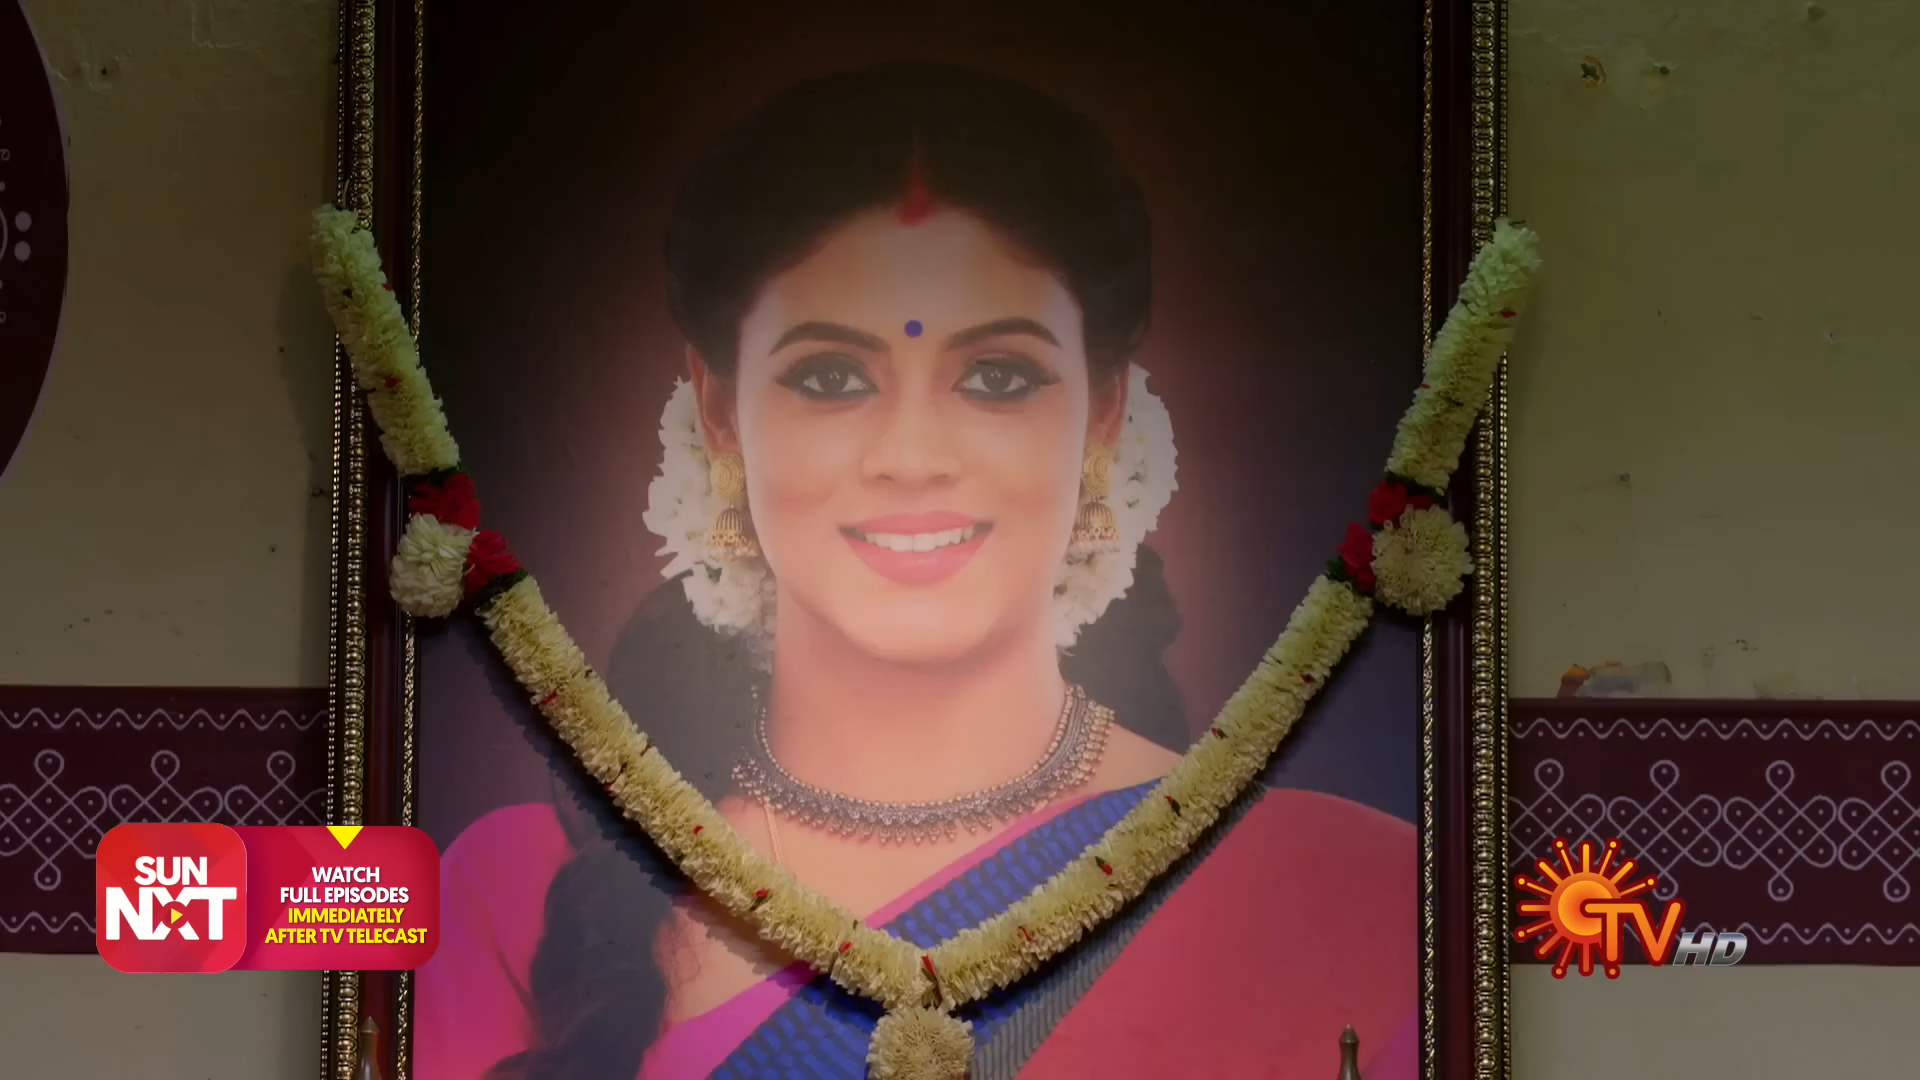 SUN
NXT
WATCH
FULL EPISODES
IMMEDIATELY
AFTER TV TELECAST
TV HD